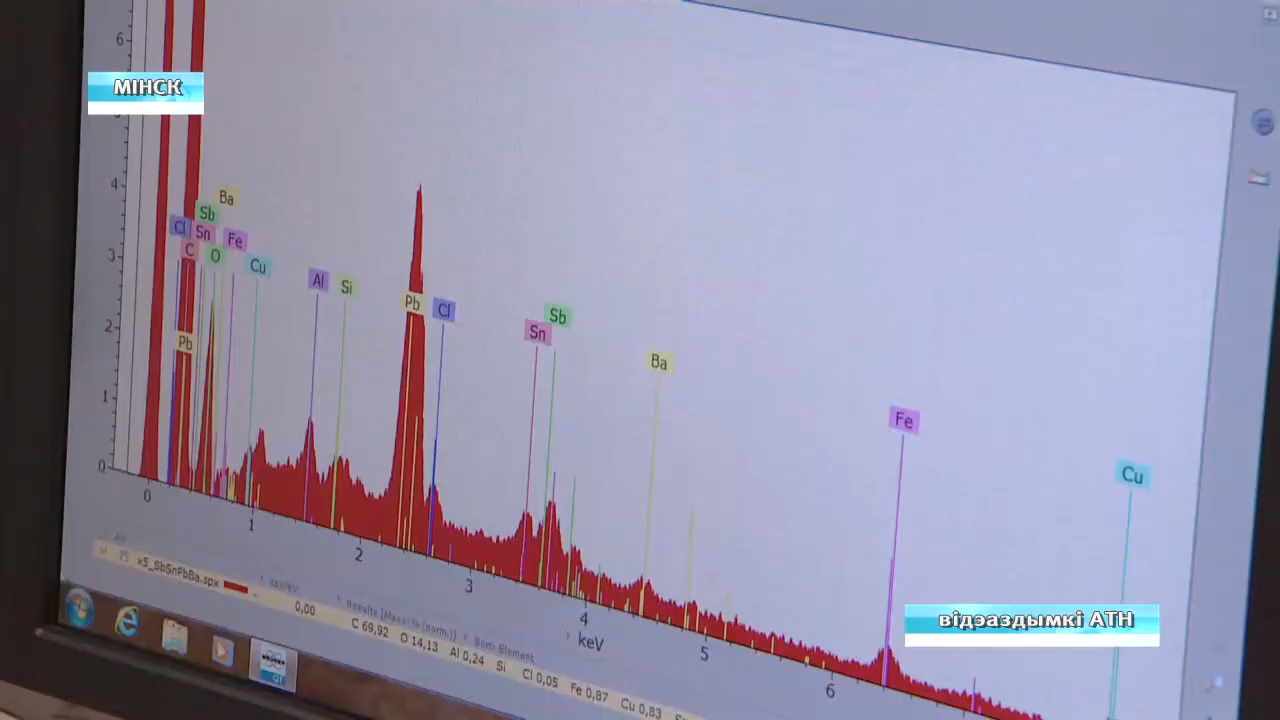 6
МІНСК
4
Ba
Sb
Cl Sn Fe
C O
3
Cu
Al Si
Pb Cl
2
Sn Sb
Pb
Ba
1
Fe
0
Cu
0
1
2
3
4
5
6
keV
xS_SbSnPbBa.spx
0,00
C 69,92 O 14,13 Al 0,24 Si Cl 0,05 Fe 0,87 Cu 0,83
відэаздымкі АТН